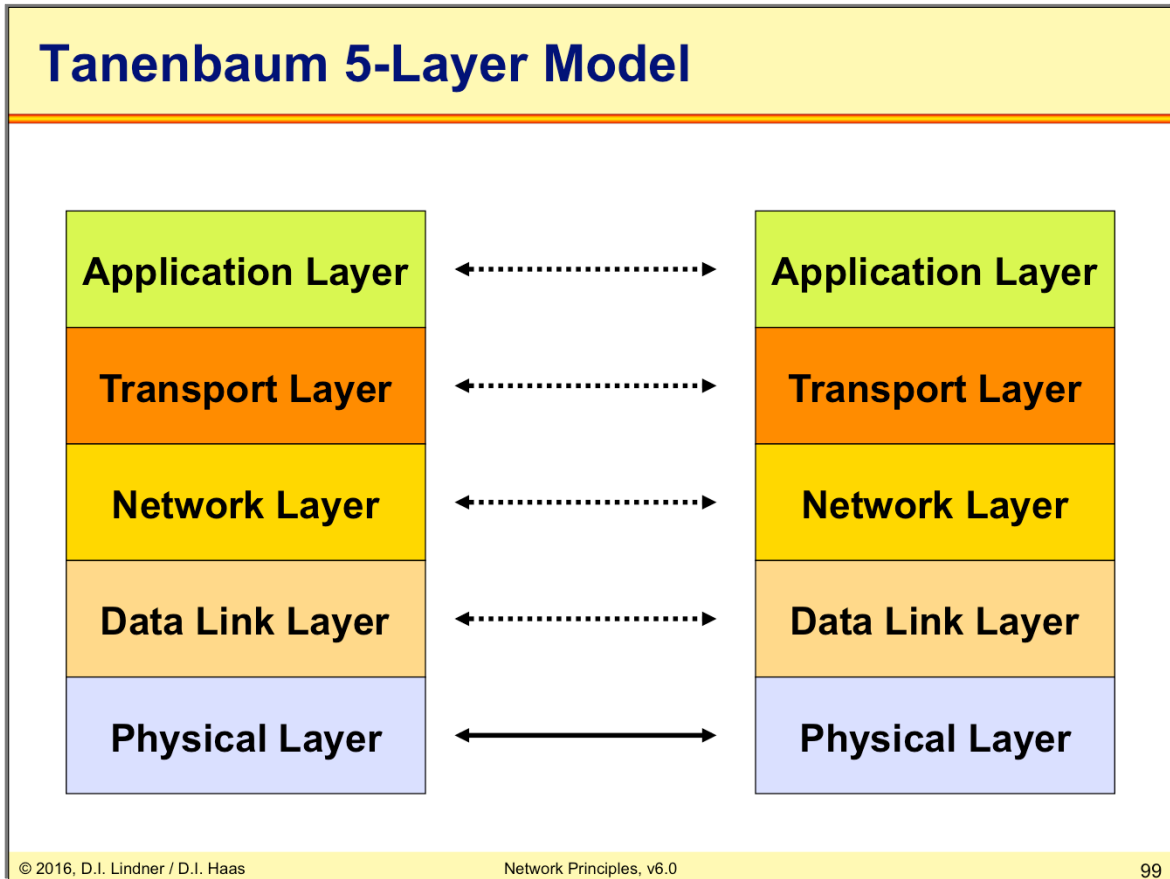 Tanenbaum 5-Layer Model
Application Layer
Application Layer
Transport Layer
Transport Layer
Network Layer
Network Layer
Data Link Layer
Data Link Layer
Physical Layer
Physical Layer
© 2016, D.I. Lindner / D.I. Haas
Network Principles, v6.0
99